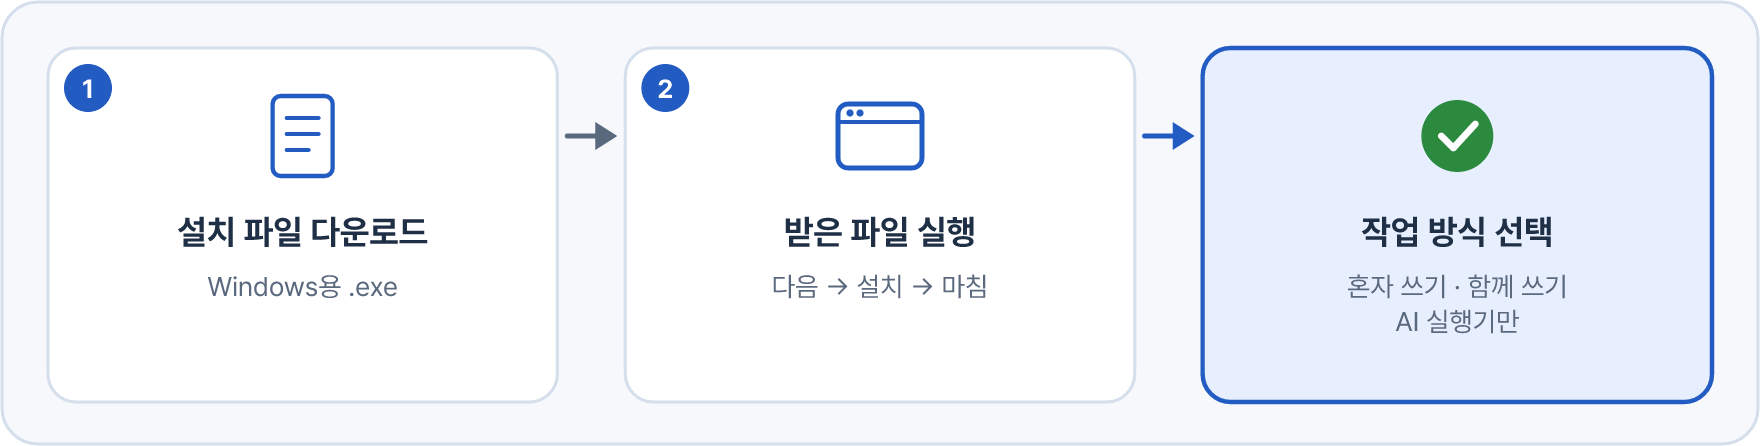 1
설치 파일 다운로드
Windows용 .exe
2
받은 파일 실행
다음 → 설치 → 마침
작업 방식 선택
혼자 쓰기 · 함께 쓰기
AI 실행기만